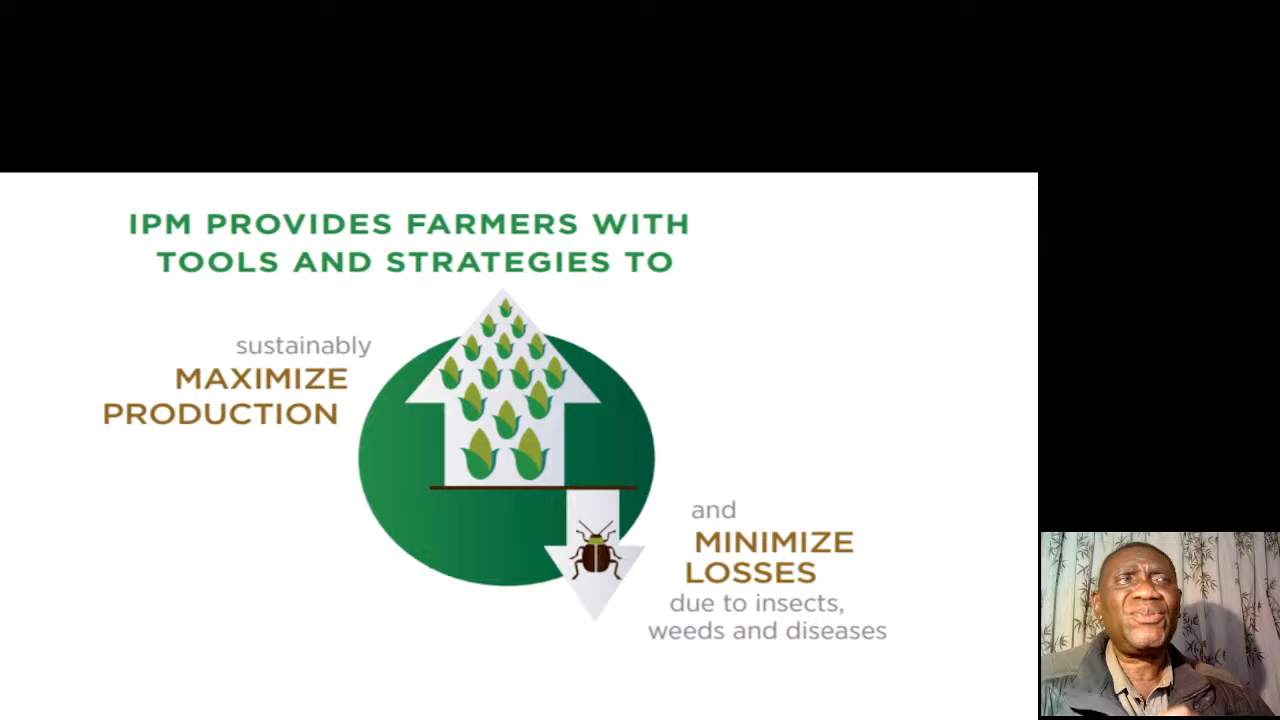 IPM PROVIDES FARMERS WITH
TOOLS AND STRATEGIES TO
sustainably
MAXIMIZE
PRODUCTION
and
MINIMIZE
LOSSES
due to insects,
weeds and diseases